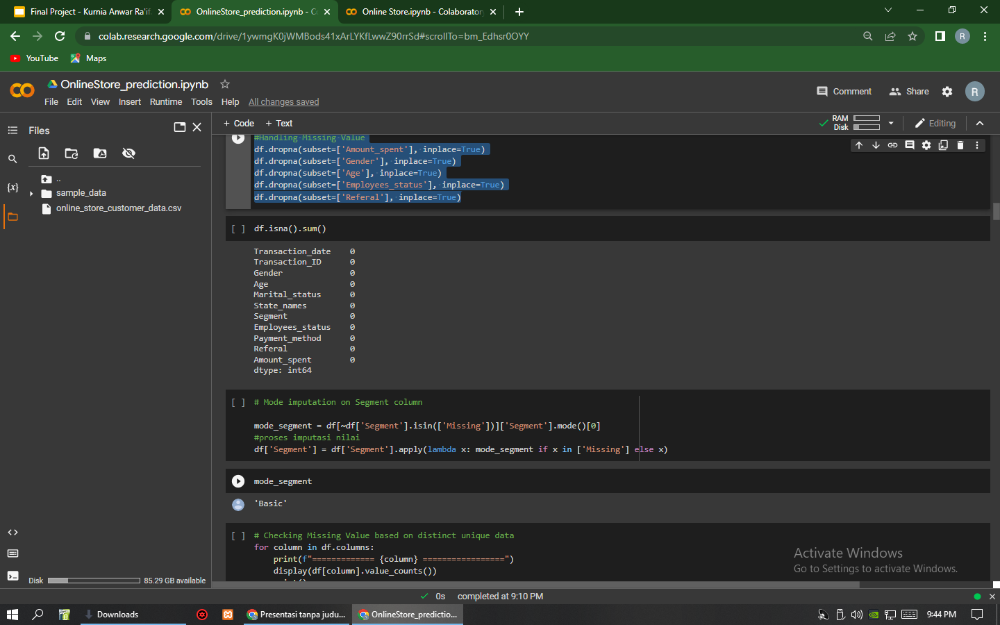 Final Project - Kurnia Anwar Ra'if.
OnlineStore_prediction.ipynb - Co
Online Store.ipynb - Colaboratory
colab.research.google.com/drive/1ywmgK0jWMBods41xArLYKfLwwZ90rrSd#scrollTo=bm_Edhsr0OYY
R
YouTube
Maps
OnlineStore_prediction.ipynb
File Edit View Insert Runtime Tools Help All changes saved
Comment
Share
R
Files
+ Code + Text
RAM
Disk
Editing
..
sample_data
online_store_customer_data.csv
{x}
#Handling Missing Value
df.dropna(subset=['Amount_spent'], inplace=True)
df.dropna(subset=['Gender'], inplace=True)
df.dropna(subset=['Age'], inplace=True)
df.dropna(subset=['Employees_status'], inplace=True)
df.dropna(subset=['Referal'], inplace=True)
[ ] df.isna().sum()
Transaction_date 0
Transaction_ID 0
Gender 0
Age 0
Marital_status 0
State_names 0
Segment 0
Employees_status 0
Payment_method 0
Referal 0
Amount_spent 0
dtype: int64
[ ] # Mode imputation on Segment column
mode_segment = df[~df['Segment'].isin(['Missing'])]['Segment'].mode()[0]
#proses imputasi nilai
df['Segment'] = df['Segment'].apply(lambda x: mode_segment if x in ['Missing'] else x)
mode_segment
'Basic'
[ ] # Checking Missing Value based on distinct unique data
for column in df.columns:
print(f"============= {column} =================")
display(df[column].value_counts())
Activate Windows
Go to Settings to activate Windows.
Disk 85.29 GB available
0s completed at 9:10 PM
Downloads
Presentasi tanpa judu...
OnlineStore_predictio...
9:44 PM